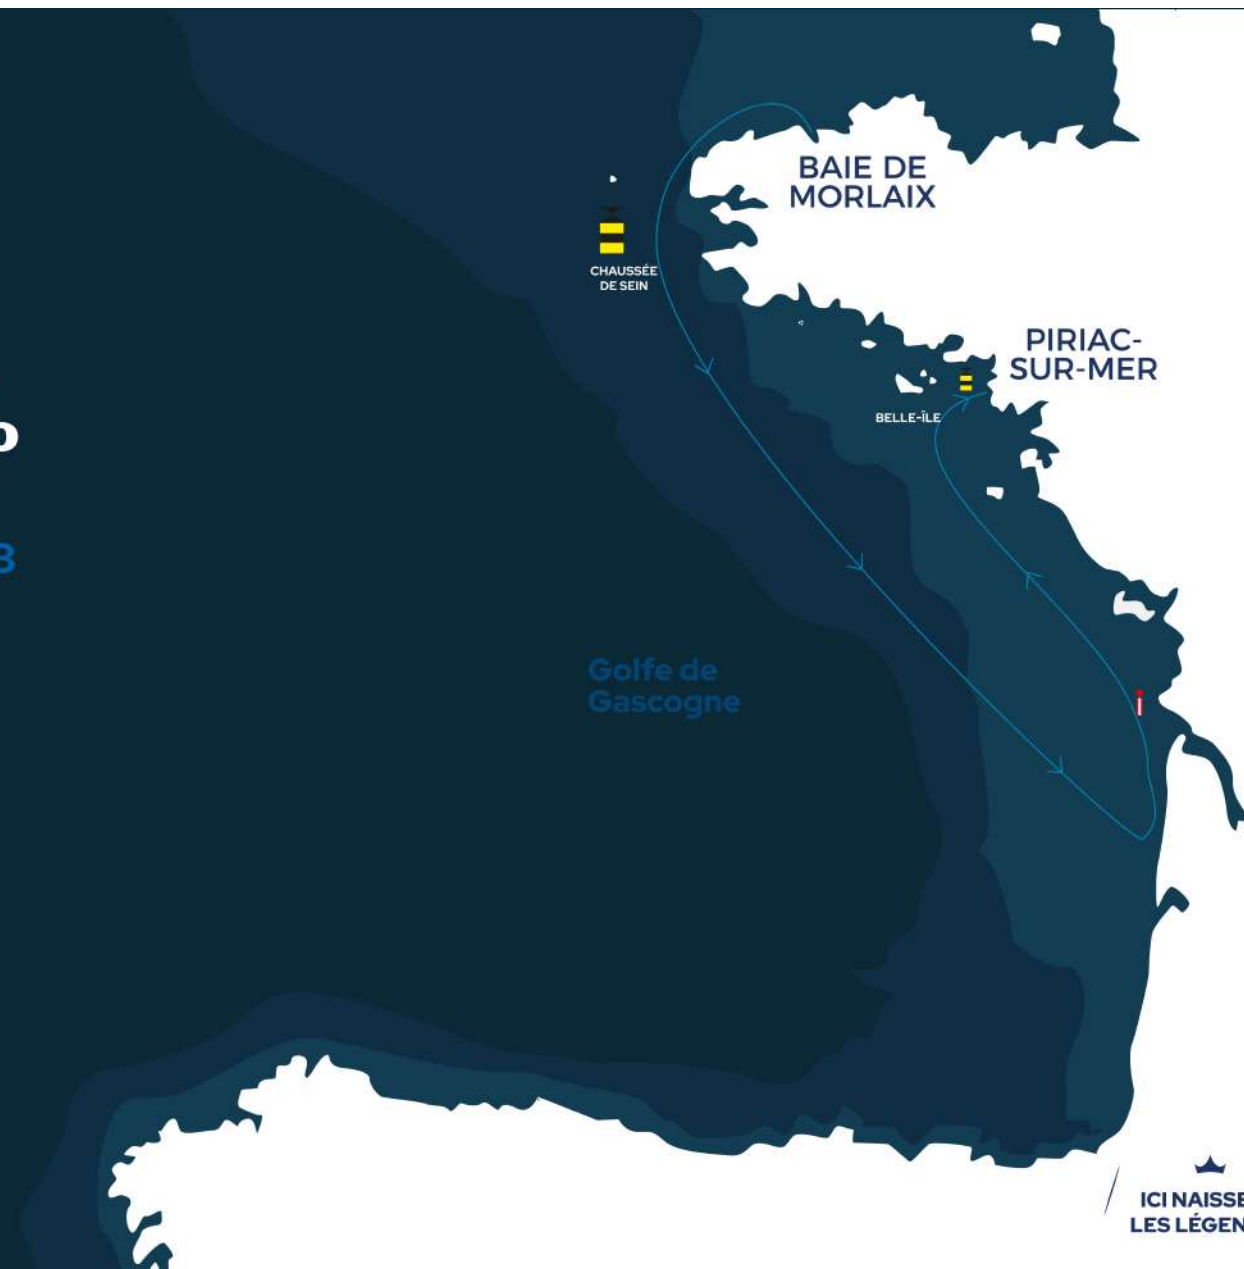 BAIE DE
MORLAIX
CHAUSSÉE
DE SEIN
PIRIAC-
SUR-MER
BELLE-ÎLE
Golfe de
Gascogne
ICI NAISSE
LES LÉGEN